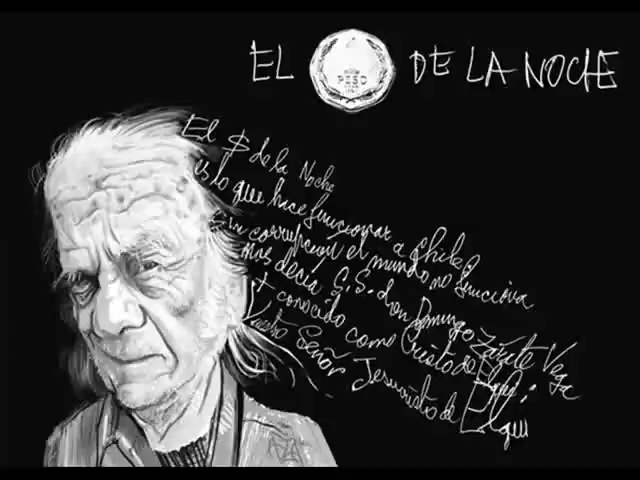 EL PESO DE LA NOCHE
El $ de la Noche
es lo que hace funcionar a Chile
Sin corrupción el mundo no funciona
Nos decía S.S. don Domingo Zárate Vega
+ conocido como Cristo de Elqui:
Señor Jesucristo de Elqui